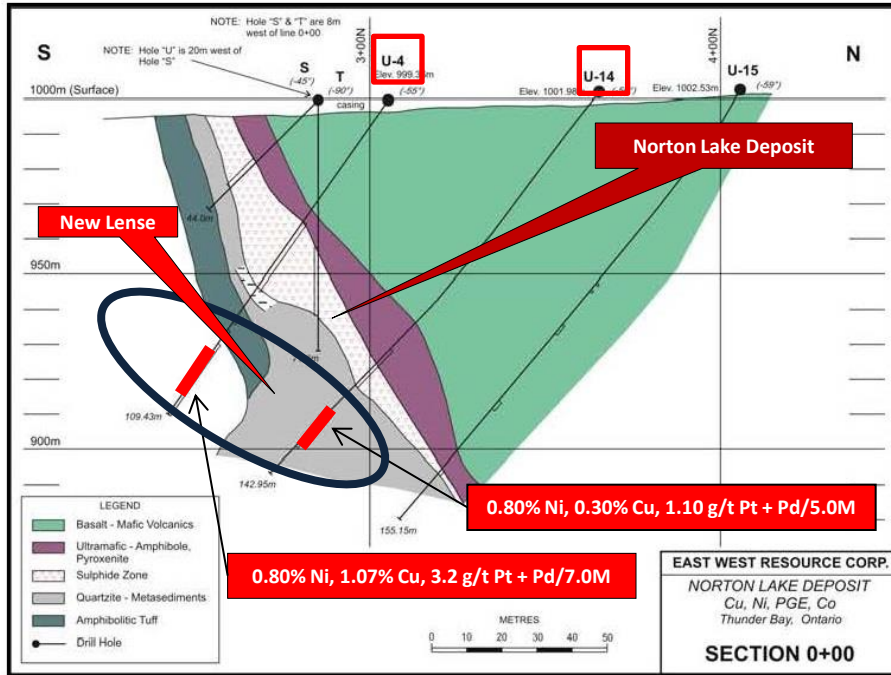 NOTE: Hole "S" & "T" are 8m
west of line 0+00
NOTE: Hole "U" is 20m west of
Hole "S"
S
N
S
(-45°)
T
(-90°)
casing
3+00N
U-4
Elev. 999.
(-55°)
U-14
Elev. 1001.98
4+00N
U-15
Elev. 1002.53m
(-59°)
1000m (Surface)
950m
900m
Norton Lake Deposit
New Lense
44.0m
109.43m
142.95m
155.15m
0.80% Ni, 0.30% Cu, 1.10 g/t Pt + Pd/5.0M
0.80% Ni, 1.07% Cu, 3.2 g/t Pt + Pd/7.0M
LEGEND
Basalt - Mafic Volcanics
Ultramafic - Amphibole,
Pyroxenite
Sulphide Zone
Quartzite - Metasediments
Amphibolitic Tuff
Drill Hole
METRES
0 10 20 30 40 50
EAST WEST RESOURCE CORP.
NORTON LAKE DEPOSIT
Cu, Ni, PGE, Co
Thunder Bay, Ontario
SECTION 0+00